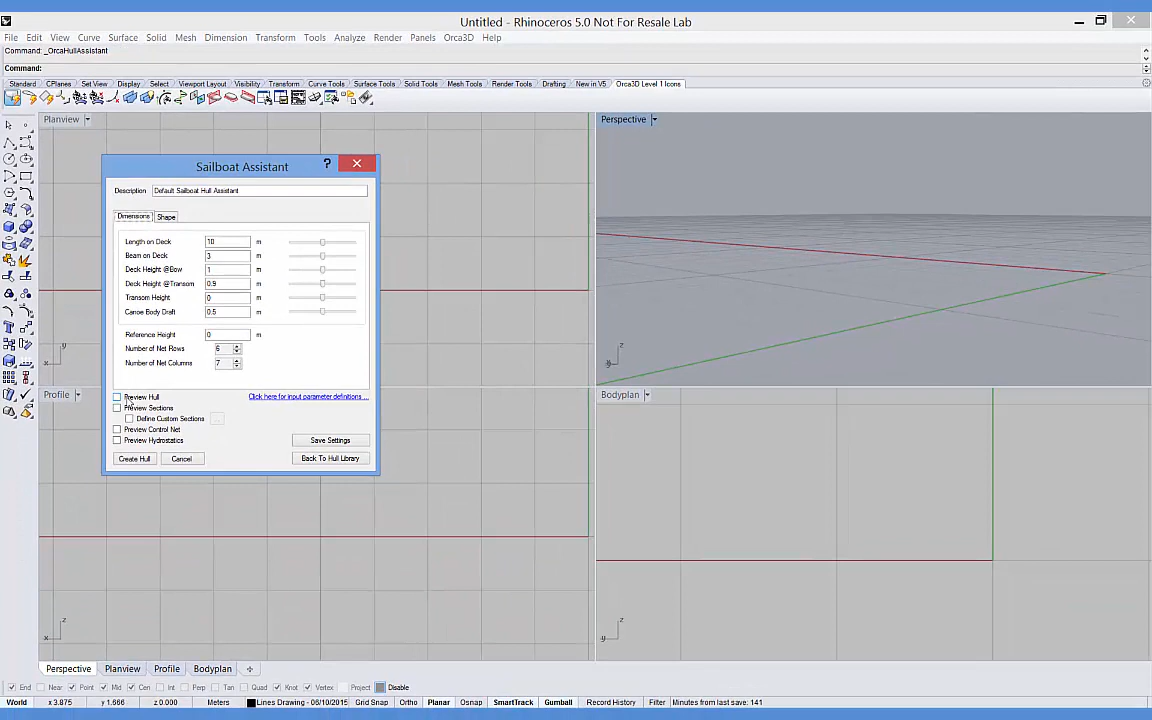 Untitled - Rhinoceros 5.0 Not For Resale Lab
File Edit View Curve Surface Solid Mesh Dimension Transform Tools Analyze Render Panels Orca3D Help
Command: _OrcaHullAssistant
Command:
Standard CPlanes Set View Display Select Viewport Layout Visibility Transform Curve Tools Surface Tools Solid Tools Mesh Tools Render Tools Drafting New in V5 Orca3D Level 1 Icons
Planview
Perspective
Sailboat Assistant ?
Description Default Sailboat Hull Assistant
Dimensions Shape
Length on Deck 10 m
Beam on Deck 3 m
Deck Height @Bow 1 m
Deck Height @Transom 0.9 m
Transom Height 0 m
Canoe Body Draft 0.5 m
Reference Height 0 m
Number of Net Rows 6
Number of Net Columns 7
Preview Hull Click here for input parameter definitions ...
Preview Sections
Define Custom Sections ...
Preview Control Net
Preview Hydrostatics Save Settings
Create Hull Cancel Back To Hull Library
x y
z
Profile
Bodyplan
x z
y z
Perspective Planview Profile Bodyplan
End Near Point Mid Cen Int Perp Tan Quad Knot Vertex Project Disable
World x 3.875 y 1.666 z 0.000 Meters Lines Drawing - 06/10/2015 Grid Snap Ortho Planar Osnap SmartTrack Gumball Record History Filter Minutes from last save: 141